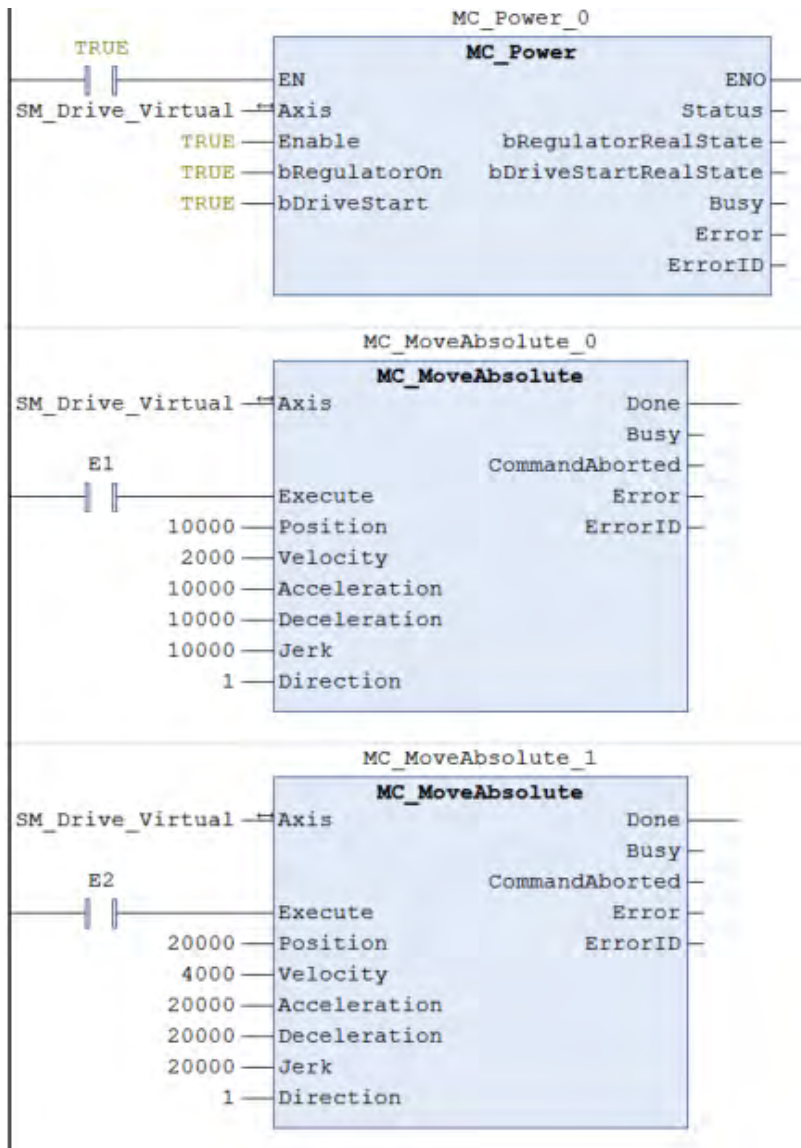 MC_Power_0
TRUE
MC_Power
EN ENO
SM_Drive_Virtual Axis Status
TRUE Enable bRegulatorRealState
TRUE bRegulatorOn bDriveStartRealState
TRUE bDriveStart Busy
Error
ErrorID
MC_MoveAbsolute_0
MC_MoveAbsolute
SM_Drive_Virtual Axis Done
Busy
E1 CommandAborted
Execute Error
10000 Position ErrorID
2000 Velocity
10000 Acceleration
10000 Deceleration
10000 Jerk
1 Direction
MC_MoveAbsolute_1
MC_MoveAbsolute
SM_Drive_Virtual Axis Done
Busy
E2 CommandAborted
Execute Error
20000 Position ErrorID
4000 Velocity
20000 Acceleration
20000 Deceleration
20000 Jerk
1 Direction